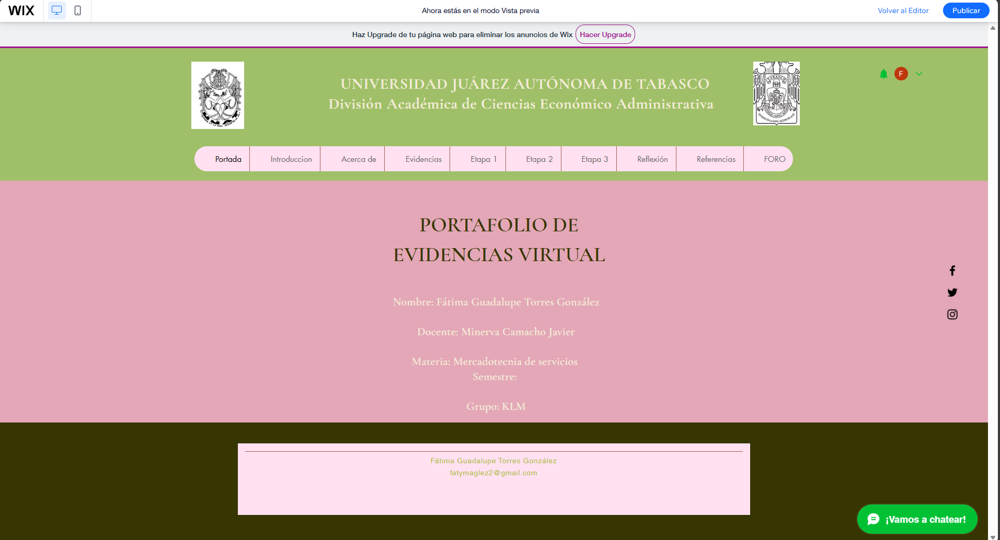 WIX
Ahora estás en el modo Vista previa
Volver al Editor
Publicar
Haz Upgrade de tu página web para eliminar los anuncios de Wix
Hacer Upgrade
UNIVERSIDAD JUÁREZ AUTÓNOMA DE TABASCO
División Académica de Ciencias Económico Administrativa
TABASCO
F
Portada
Introduccion
Acerca de
Evidencias
Etapa 1
Etapa 2
Etapa 3
Reflexión
Referencias
FORO
PORTAFOLIO DE
EVIDENCIAS VIRTUAL
Nombre: Fátima Guadalupe Torres González
Docente: Minerva Camacho Javier
Materia: Mercadotecnia de servicios
Semestre:
Grupo: KLM
Fátima Guadalupe Torres González
fatymaglez2@gmail.com
¡Vamos a chatear!